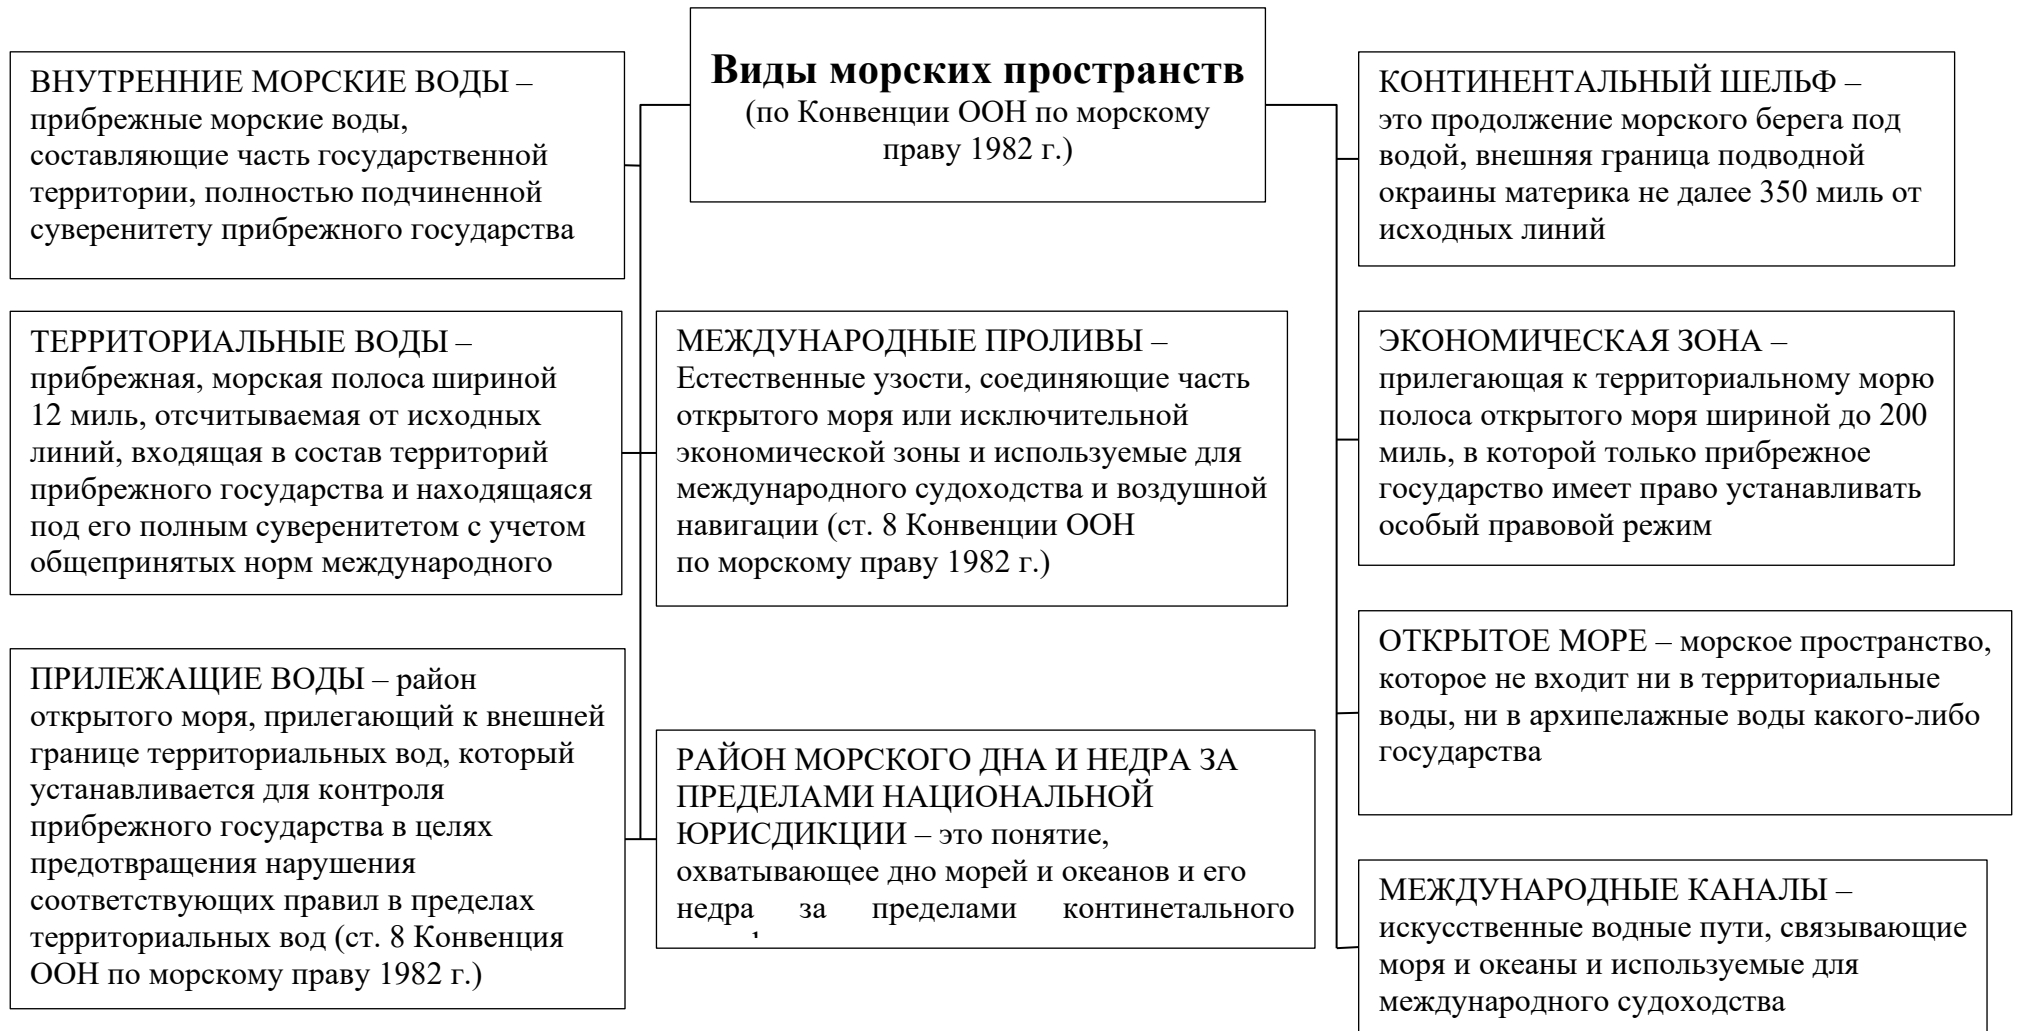 Виды морских пространств
(по Конвенции ООН по морскому
праву 1982 г.)
ВНУТРЕННИЕ МОРСКИЕ ВОДЫ –
прибрежные морские воды,
составляющие часть государственной
территории, полностью подчиненной
суверенитету прибрежного государства
ТЕРРИТОРИАЛЬНЫЕ ВОДЫ –
прибрежная, морская полоса шириной
12 миль, отсчитываемая от исходных
линий, входящая в состав территорий
прибрежного государства и находящаяся
под его полным суверенитетом с учетом
общепринятых норм международного
ПРИЛЕЖАЩИЕ ВОДЫ – район
открытого моря, прилегающий к внешней
границе территориальных вод, который
устанавливается для контроля
прибрежного государства в целях
предотвращения нарушения
соответствующих правил в пределах
территориальных вод (ст. 8 Конвенция
ООН по морскому праву 1982 г.)
МЕЖДУНАРОДНЫЕ ПРОЛИВЫ –
Естественные узости, соединяющие часть
открытого моря или исключительной
экономической зоны и используемые для
международного судоходства и воздушной
навигации (ст. 8 Конвенции ООН
по морскому праву 1982 г.)
РАЙОН МОРСКОГО ДНА И НЕДРА ЗА
ПРЕДЕЛАМИ НАЦИОНАЛЬНОЙ
ЮРИСДИКЦИИ – это понятие,
охватывающее дно морей и океанов и его
недра за пределами континетального
КОНТИНЕНТАЛЬНЫЙ ШЕЛЬФ –
это продолжение морского берега под
водой, внешняя граница подводной
окраины материка не далее 350 миль от
исходных линий
ЭКОНОМИЧЕСКАЯ ЗОНА –
прилегающая к территориальному морю
полоса открытого моря шириной до 200
миль, в которой только прибрежное
государство имеет право устанавливать
особый правовой режим
ОТКРЫТОЕ МОРЕ – морское пространство,
которое не входит ни в территориальные
воды, ни в архипелажные воды какого-либо
государства
МЕЖДУНАРОДНЫЕ КАНАЛЫ –
искусственные водные пути, связывающие
моря и океаны и используемые для
международного судоходства